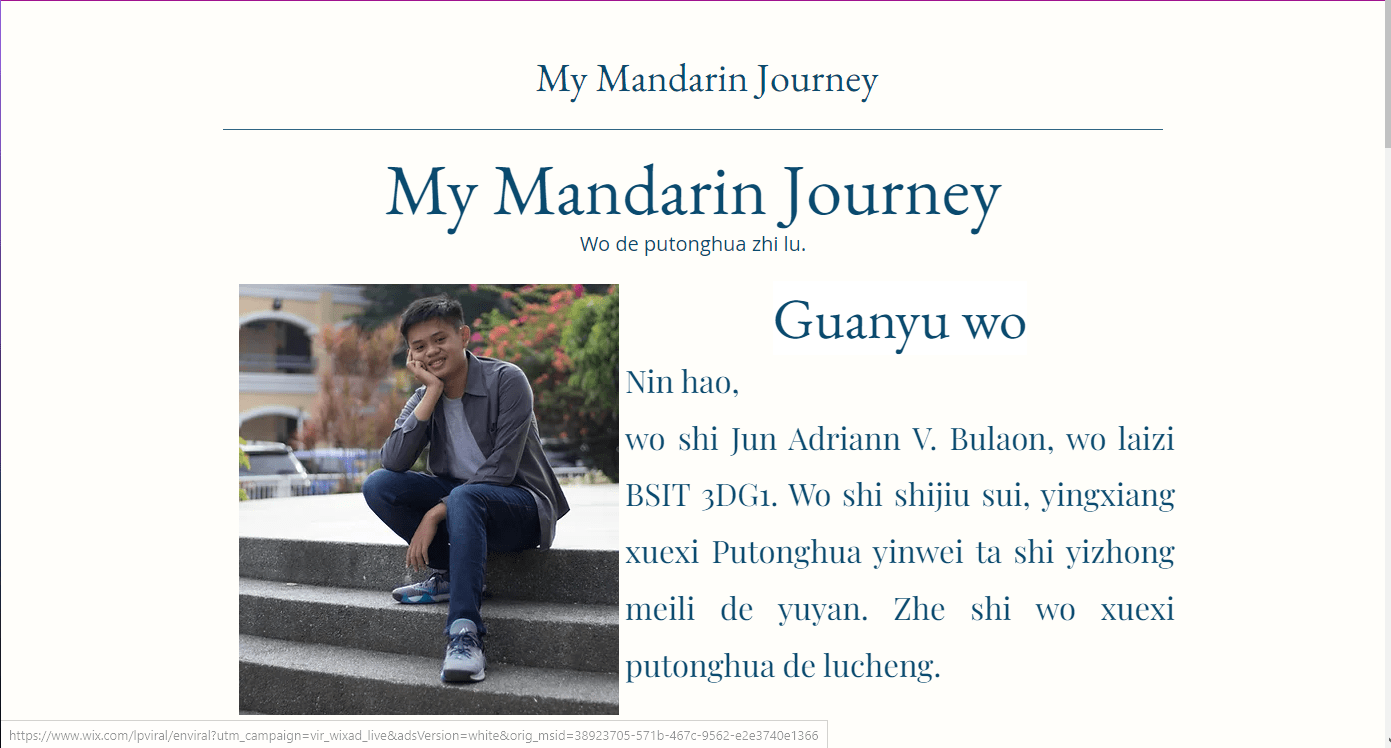 My Mandarin Journey
My Mandarin Journey
Wo de putonghua zhi lu.
Guanyu wo
Nin hao,
wo shi Jun Adriann V. Bulaon, wo laizi
BSIT 3DG1. Wo shi shijiu sui, yingxiang
xuexi Putonghua yinwei ta shi yizhong
meili de yuyan. Zhe shi wo xuexi
putonghua de lucheng.
https://www.wix.com/lpviral/enviral?utm_campaign=vir_wixad_live&adsVersion=white&orig_msid=38923705-571b-467c-9562-e2e3740e1366